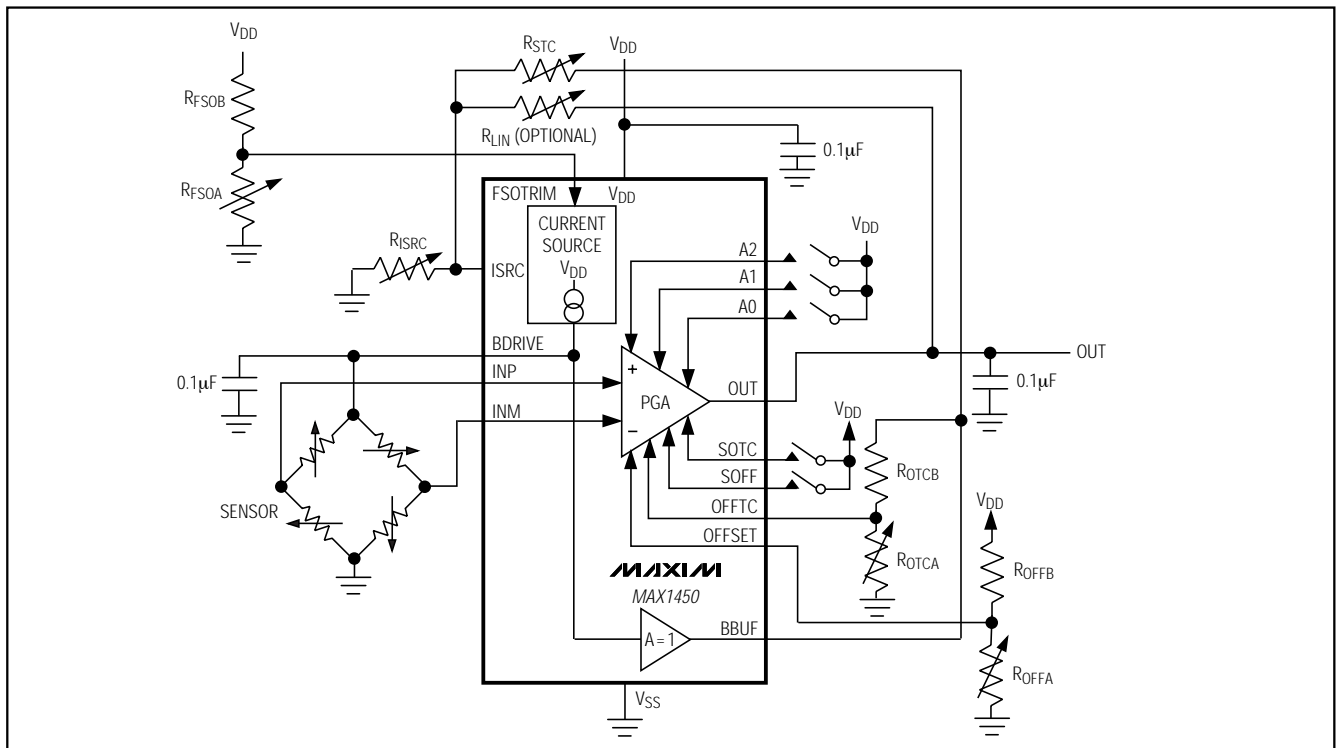 VDD
RSTC
VDD
RFSOB
RLIN (OPTIONAL)
0.1µF
RFSOA
FSOTRIM
VDD
CURRENT
SOURCE
VDD
RISRC
ISRC
A2
A1
A0
VDD
BDRIVE
0.1µF
INP
INM
+
PGA
−
OUT
OUT
0.1µF
VDD
SOTC
SOFF
OFFTC
OFFSET
ROTCB
SENSOR
VDD
ROTCA
ROFFB
MAXIM
MAX1450
A = 1
BBUF
ROFFA
VSS